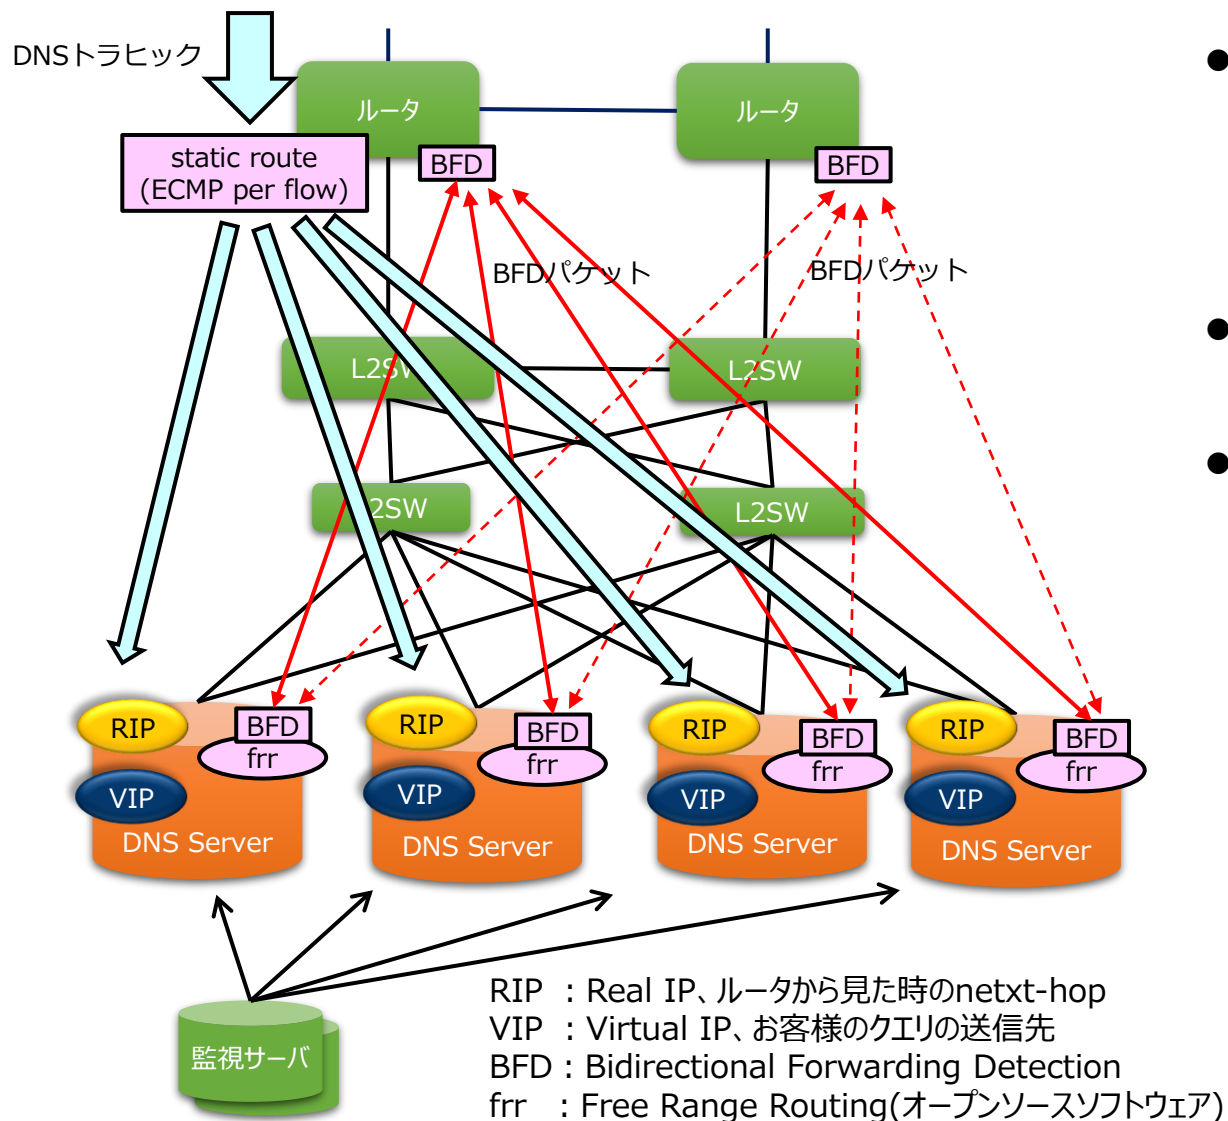 DNSトラヒック
ルータ
ルータ
static route
(ECMP per flow)
BFD
BFD
BFDパケット
BFDパケット
L2SW
L2SW
L2SW
L2SW
RIP
BFD
frr
VIP
DNS Server
RIP
BFD
frr
VIP
DNS Server
RIP
BFD
frr
VIP
DNS Server
RIP
BFD
frr
VIP
DNS Server
監視サーバ
RIP : Real IP、ルータから見た時のnetxt-hop
VIP : Virtual IP、お客様のクエリの送信先
BFD : Bidirectional Forwarding Detection
frr : Free Range Routing(オープンソースソフトウェア)